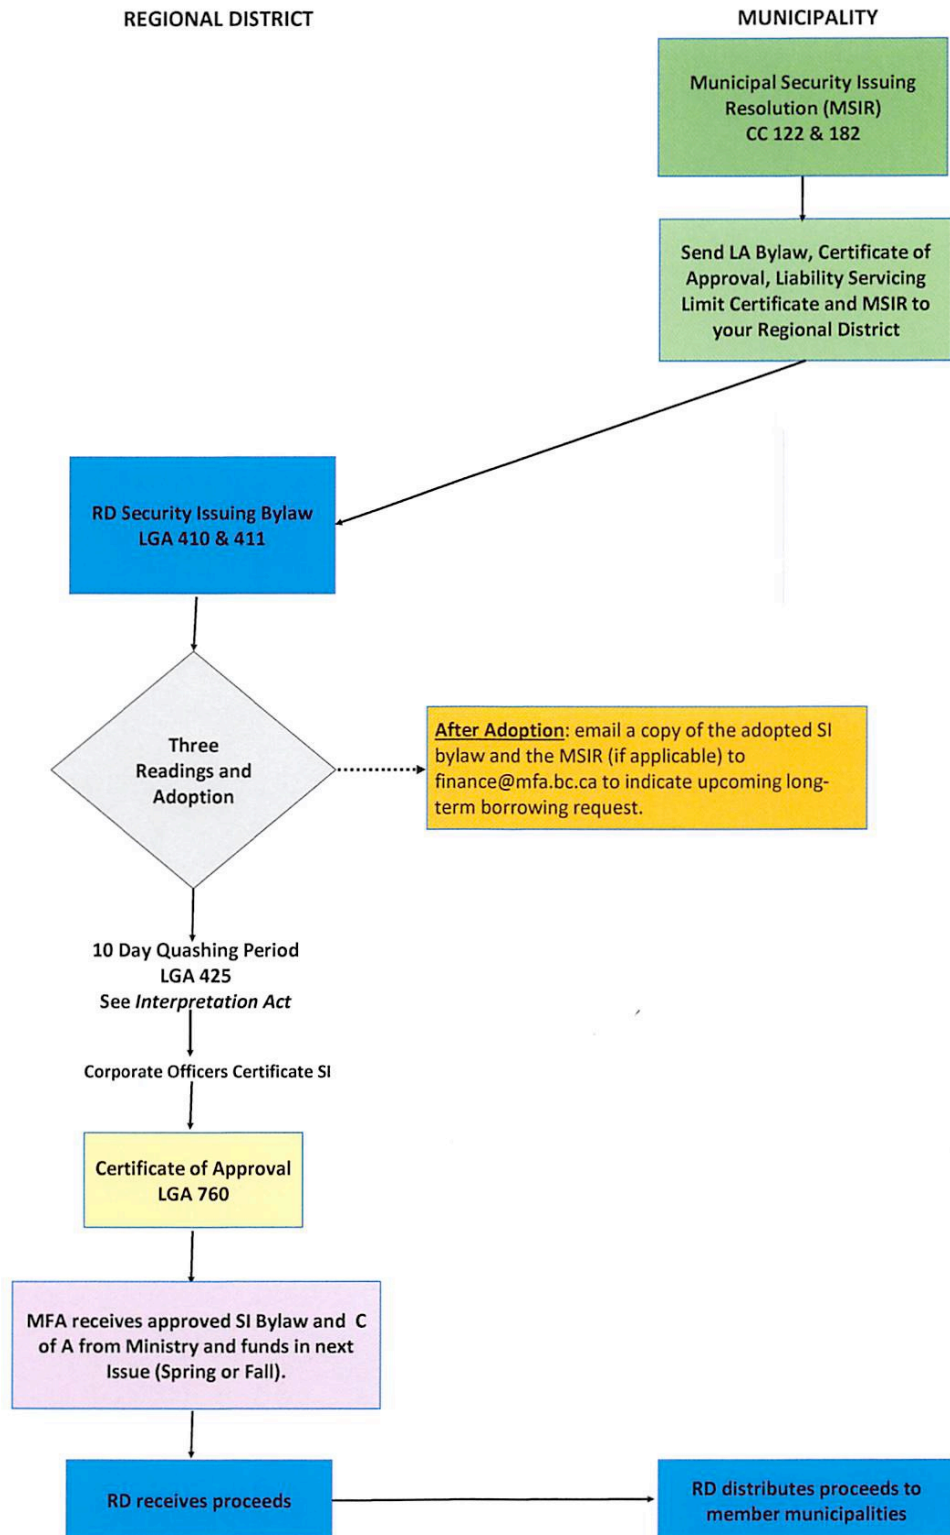 REGIONAL DISTRICT
MUNICIPALITY
Municipal Security Issuing
Resolution (MSIR)
CC 122 & 182
Send LA Bylaw, Certificate of
Approval, Liability Servicing
Limit Certificate and MSIR to
your Regional District
RD Security Issuing Bylaw
LGA 410 & 411
Three
Readings and
Adoption
After Adoption: email a copy of the adopted SI
bylaw and the MSIR (if applicable) to
finance@mfa.bc.ca to indicate upcoming long-
term borrowing request.
10 Day Quashing Period
LGA 425
See Interpretation Act
Corporate Officers Certificate SI
Certificate of Approval
LGA 760
MFA receives approved SI Bylaw and C
of A from Ministry and funds in next
Issue (Spring or Fall).
RD receives proceeds
RD distributes proceeds to
member municipalities